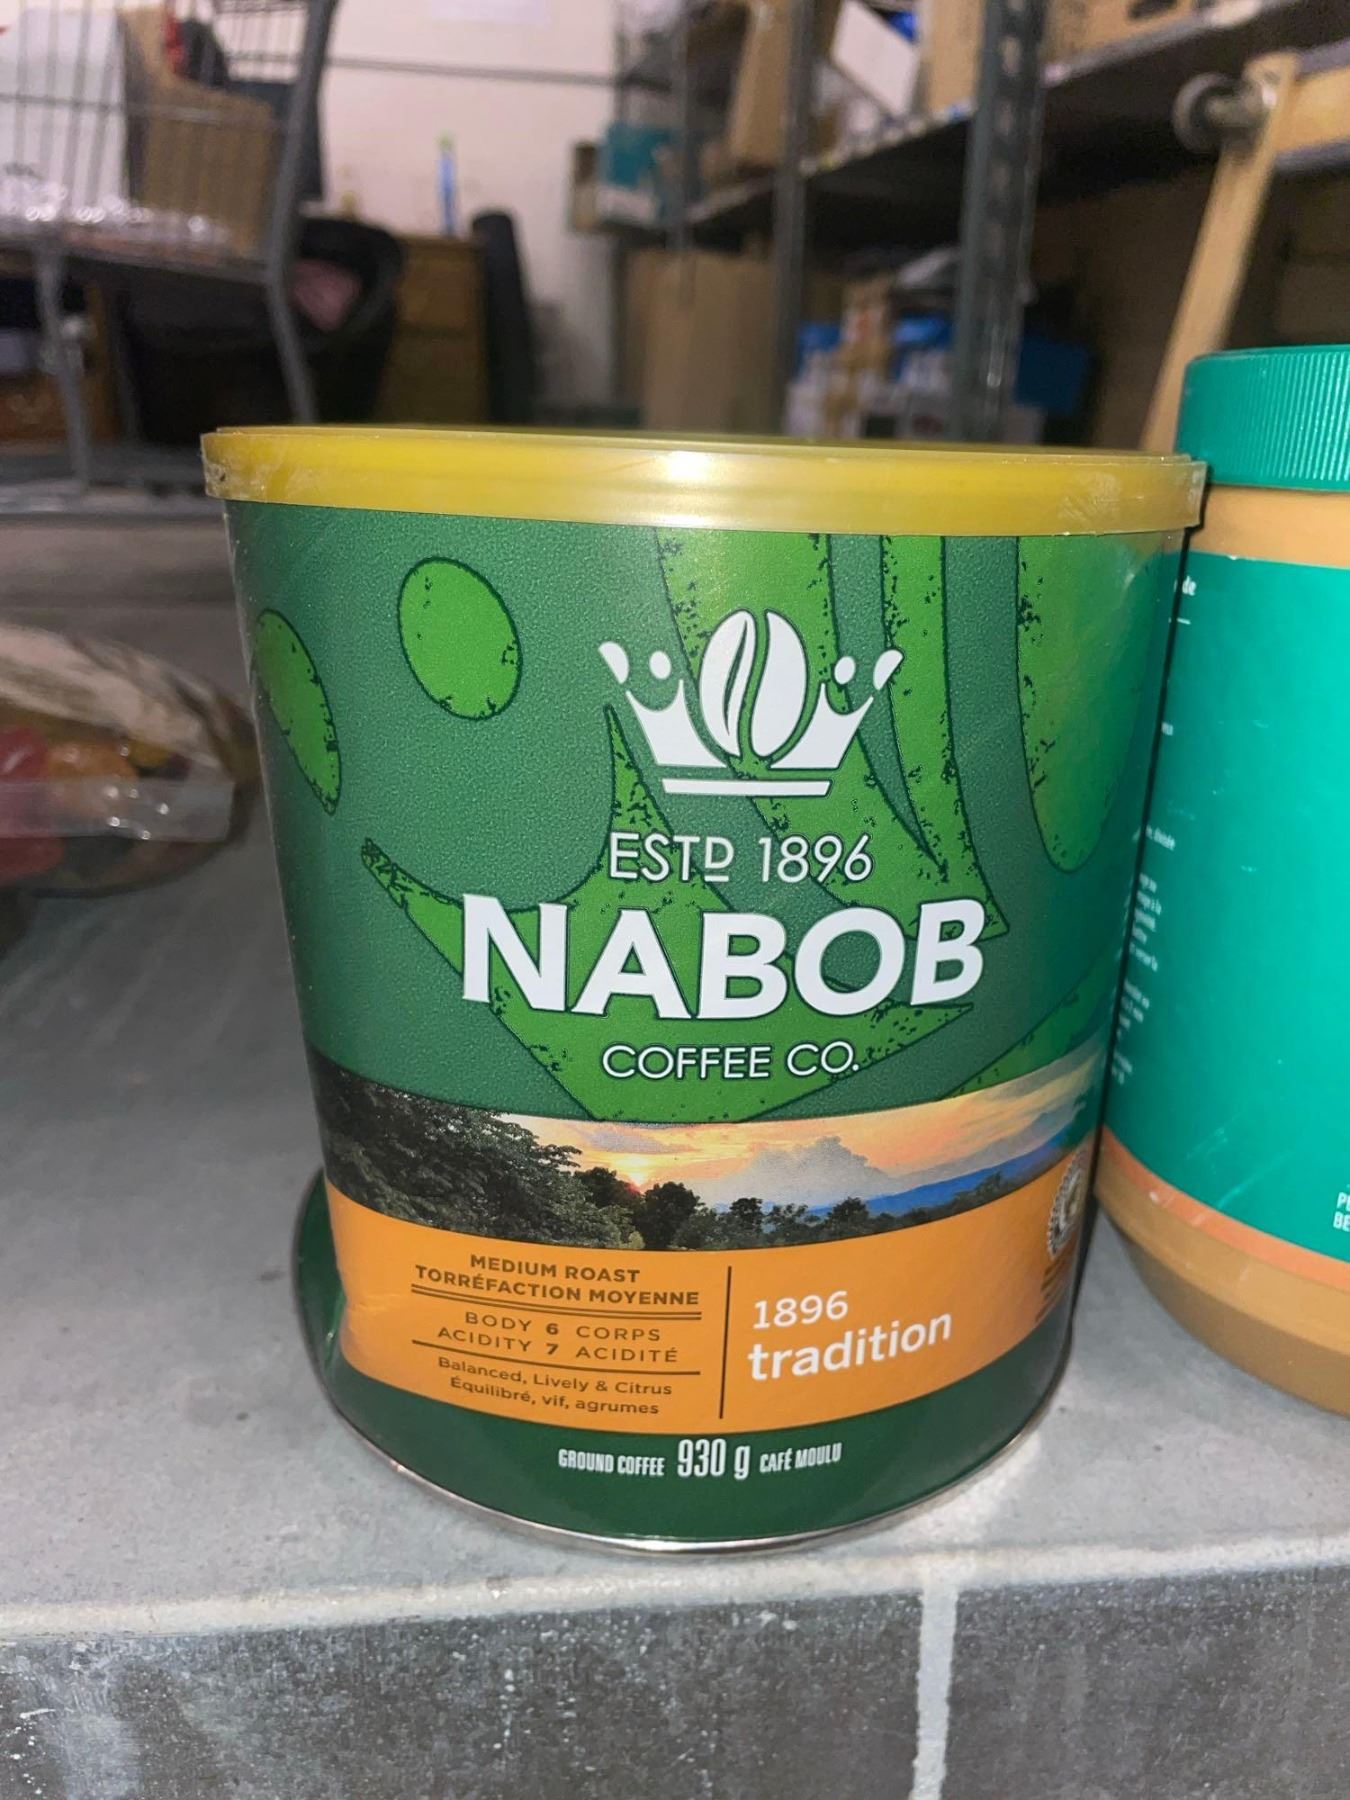 ESTD 1896
NABOB
COFFEE CO.
MEDIUM ROAST
TORRÉFACTION MOYENNE
BODY 6 CORPS
ACIDITY 7 ACIDITÉ
Balanced, Lively & Citrus
Équilibré, vif, agrumes
1896
tradition
GROUND COFFEE 930 g CAFÉ MOULU
de